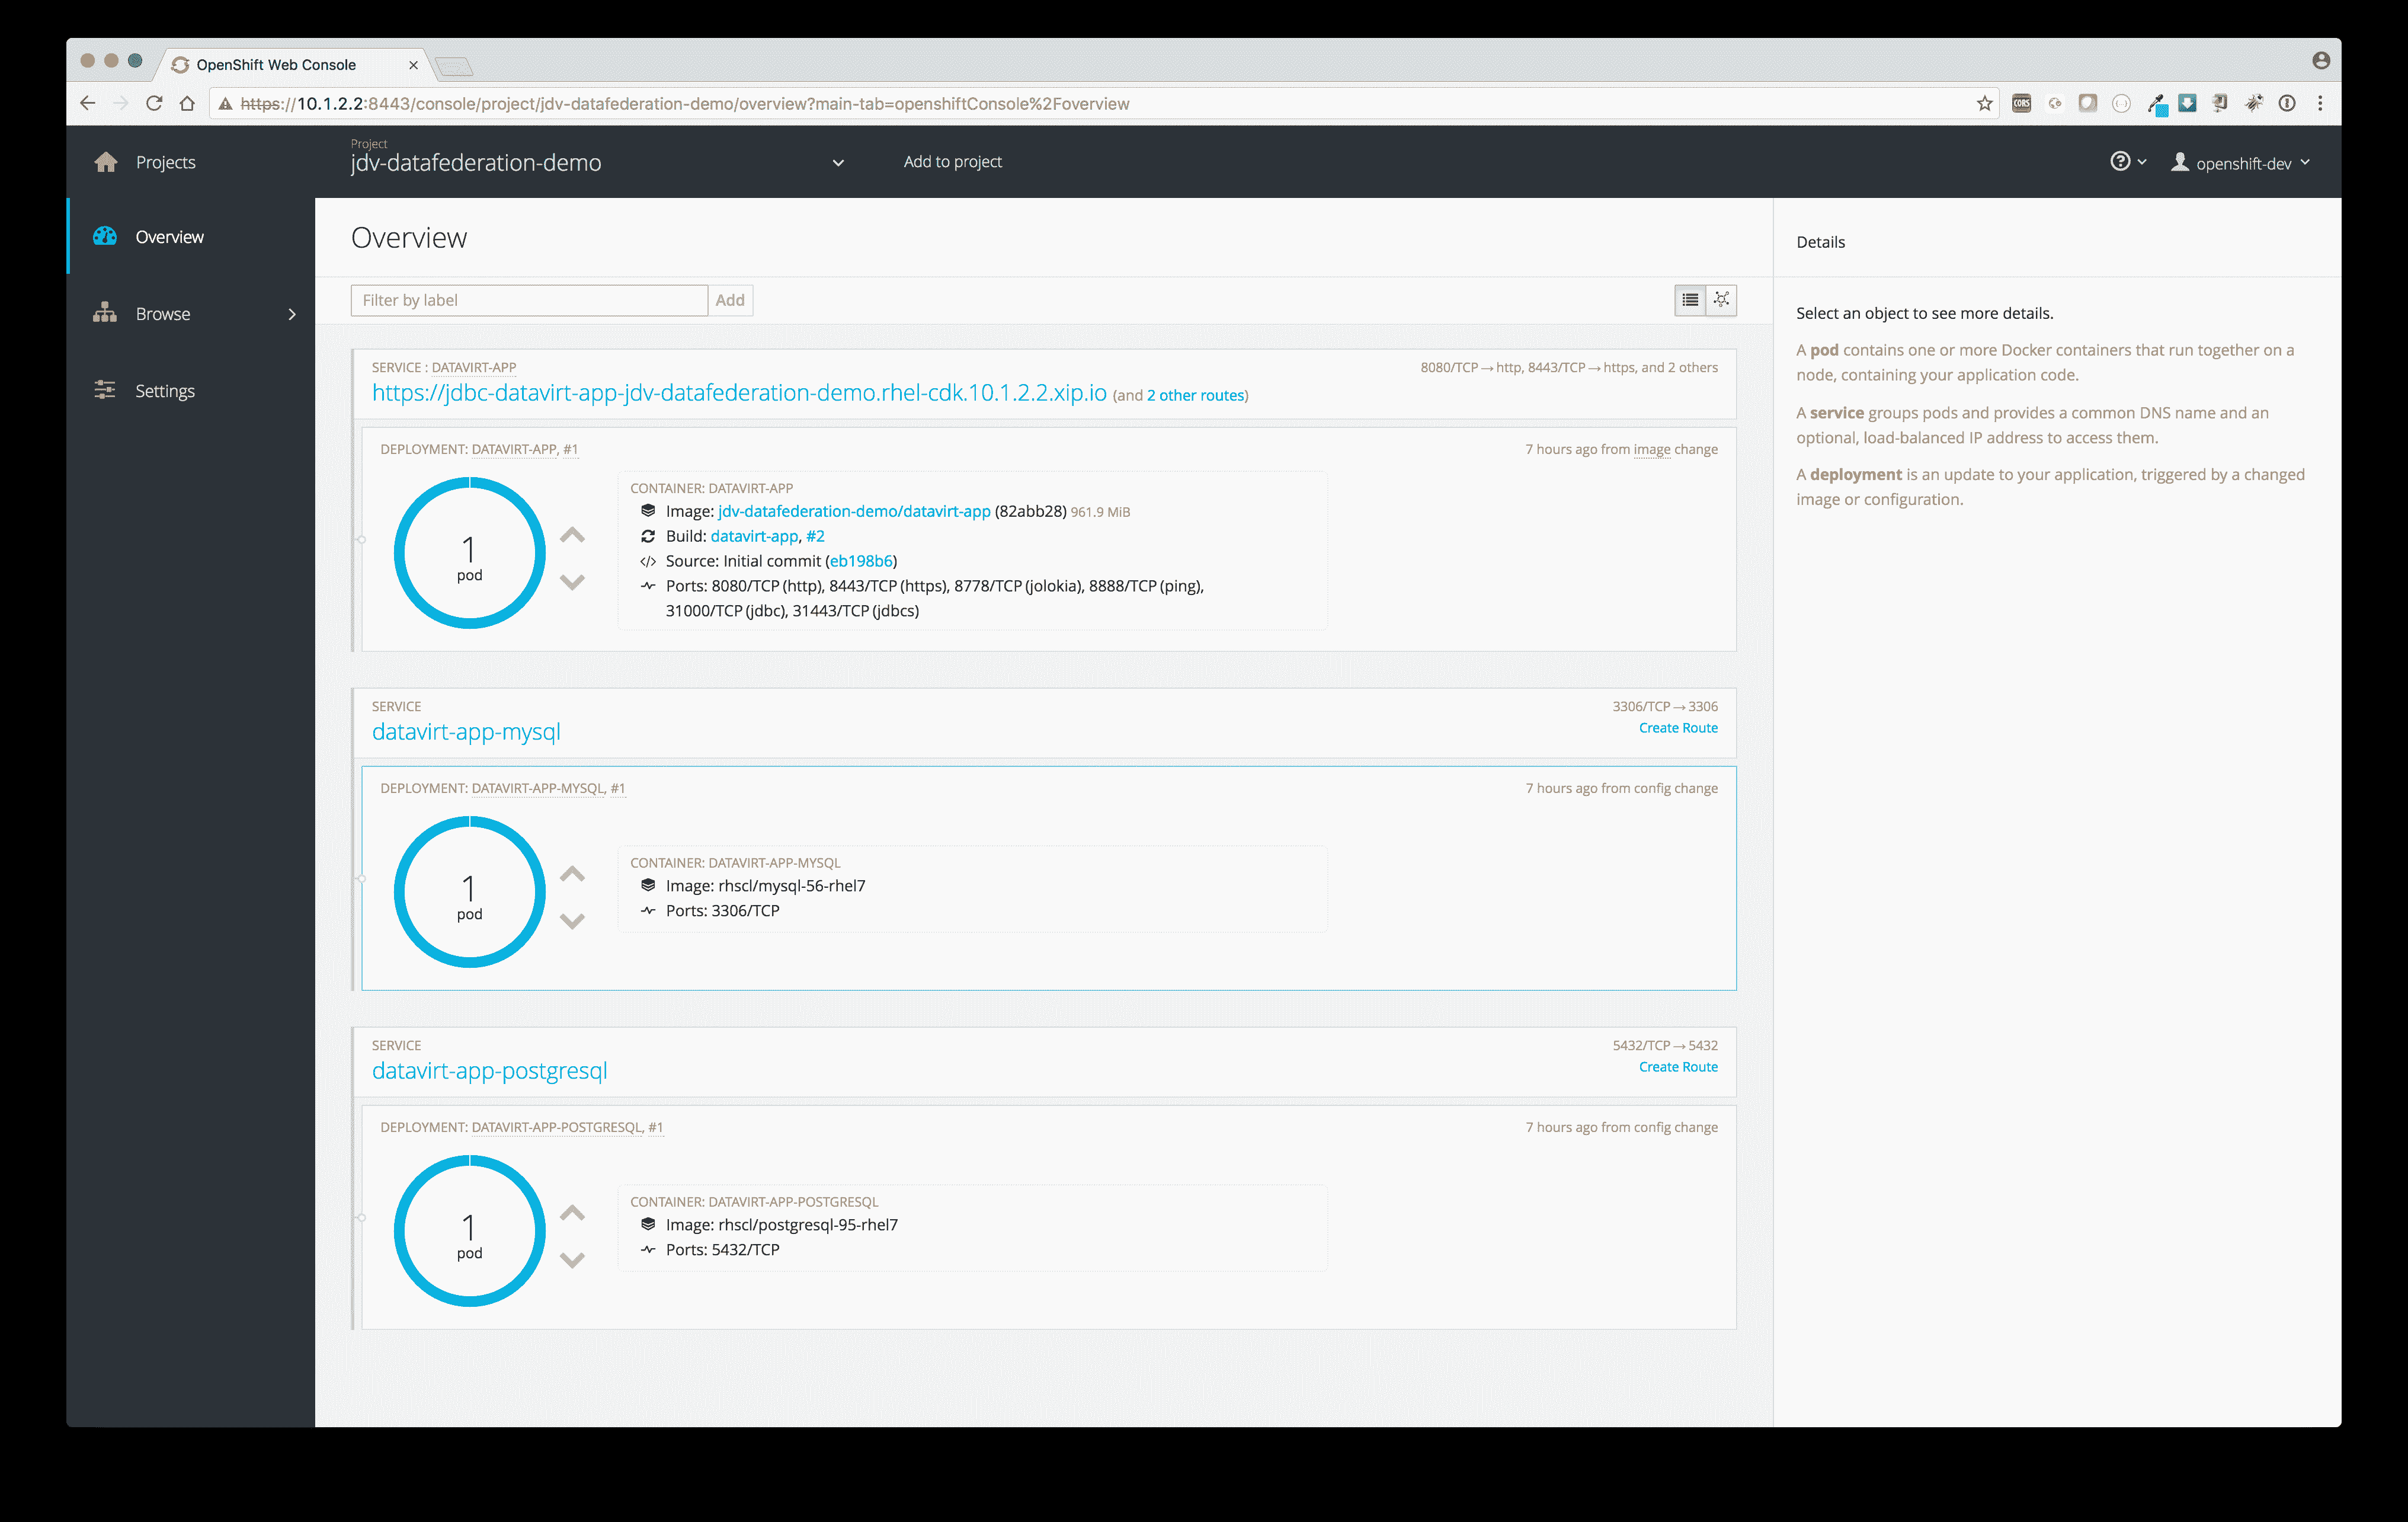 OpenShift Web Console
https://10.1.2.2:8443/console/project/jdv-datafederation-demo/overview?main-tab=openshiftConsole%2Foverview
CORS
Projects
Project
jdv-datafederation-demo
Add to project
openshift-dev
Overview
Browse
Settings
Overview
Filter by label
Add
SERVICE : DATAVIRT-APP
8080/TCP→http, 8443/TCP→https, and 2 others
https://jdbc-datavirt-app-jdv-datafederation-demo.rhel-cdk.10.1.2.2.xip.io (and 2 other routes)
DEPLOYMENT: DATAVIRT-APP, #1
7 hours ago from image change
1
pod
CONTAINER: DATAVIRT-APP
Image: jdv-datafederation-demo/datavirt-app (82abb28) 961.9 MiB
Build: datavirt-app, #2
Source: Initial commit (eb198b6)
Ports: 8080/TCP (http), 8443/TCP (https), 8778/TCP (jolokia), 8888/TCP (ping),
31000/TCP (jdbc), 31443/TCP (jdbcs)
SERVICE
3306/TCP→3306
datavirt-app-mysql
Create Route
DEPLOYMENT: DATAVIRT-APP-MYSQL, #1
7 hours ago from config change
1
pod
CONTAINER: DATAVIRT-APP-MYSQL
Image: rhscl/mysql-56-rhel7
Ports: 3306/TCP
SERVICE
5432/TCP→5432
datavirt-app-postgresql
Create Route
DEPLOYMENT: DATAVIRT-APP-POSTGRESQL, #1
7 hours ago from config change
1
pod
CONTAINER: DATAVIRT-APP-POSTGRESQL
Image: rhscl/postgresql-95-rhel7
Ports: 5432/TCP
Details
Select an object to see more details.
A pod contains one or more Docker containers that run together on a
node, containing your application code.
A service groups pods and provides a common DNS name and an
optional, load-balanced IP address to access them.
A deployment is an update to your application, triggered by a changed
image or configuration.